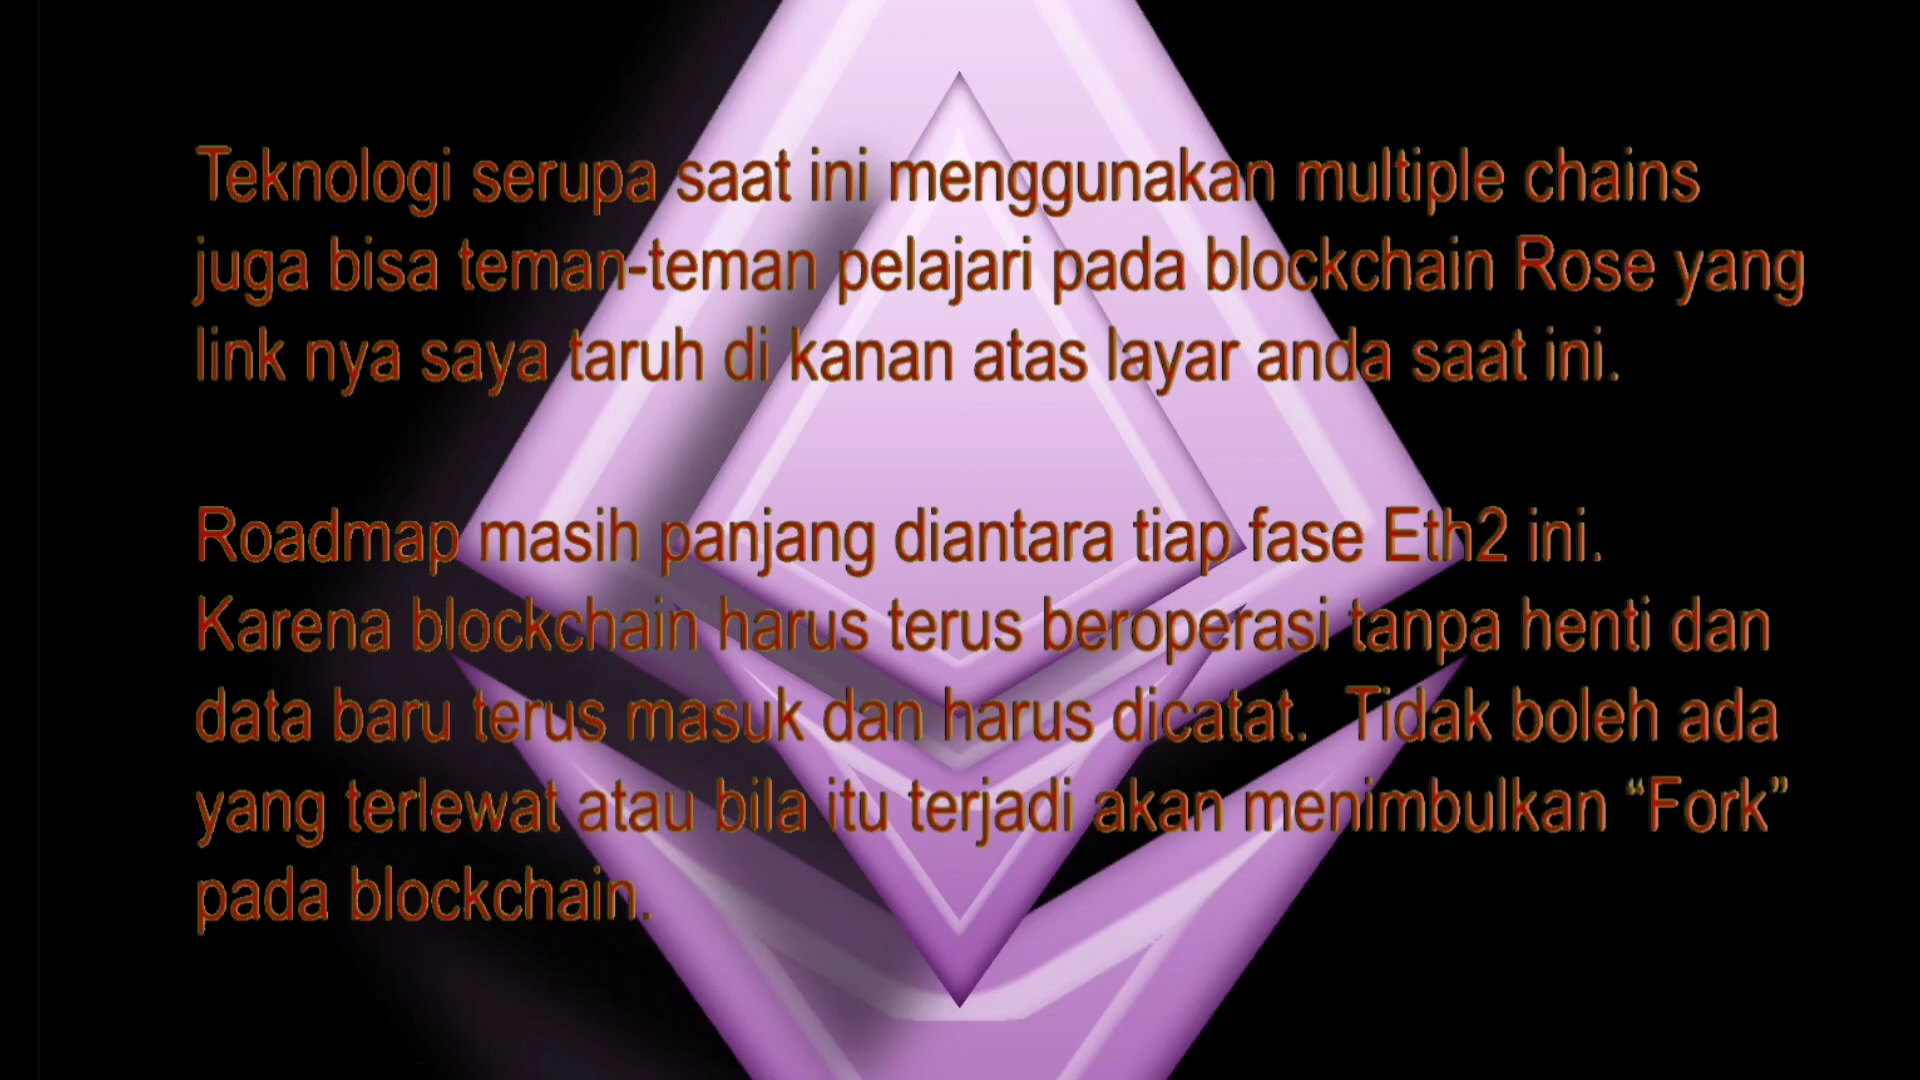 Teknologi serupa saat ini menggunakan multiple chains
juga bisa teman-teman pelajari pada blockchain Rose yang
link nya saya taruh di kanan atas layar anda saat ini.
Roadmap masih panjang diantara tiap fase Eth2 ini.
Karena blockchain harus terus beroperasi tanpa henti dan
data baru terus masuk dan harus dicatat.  Tidak boleh ada
yang terlewat atau bila itu terjadi akan menimbulkan “Fork”
pada blockchain.